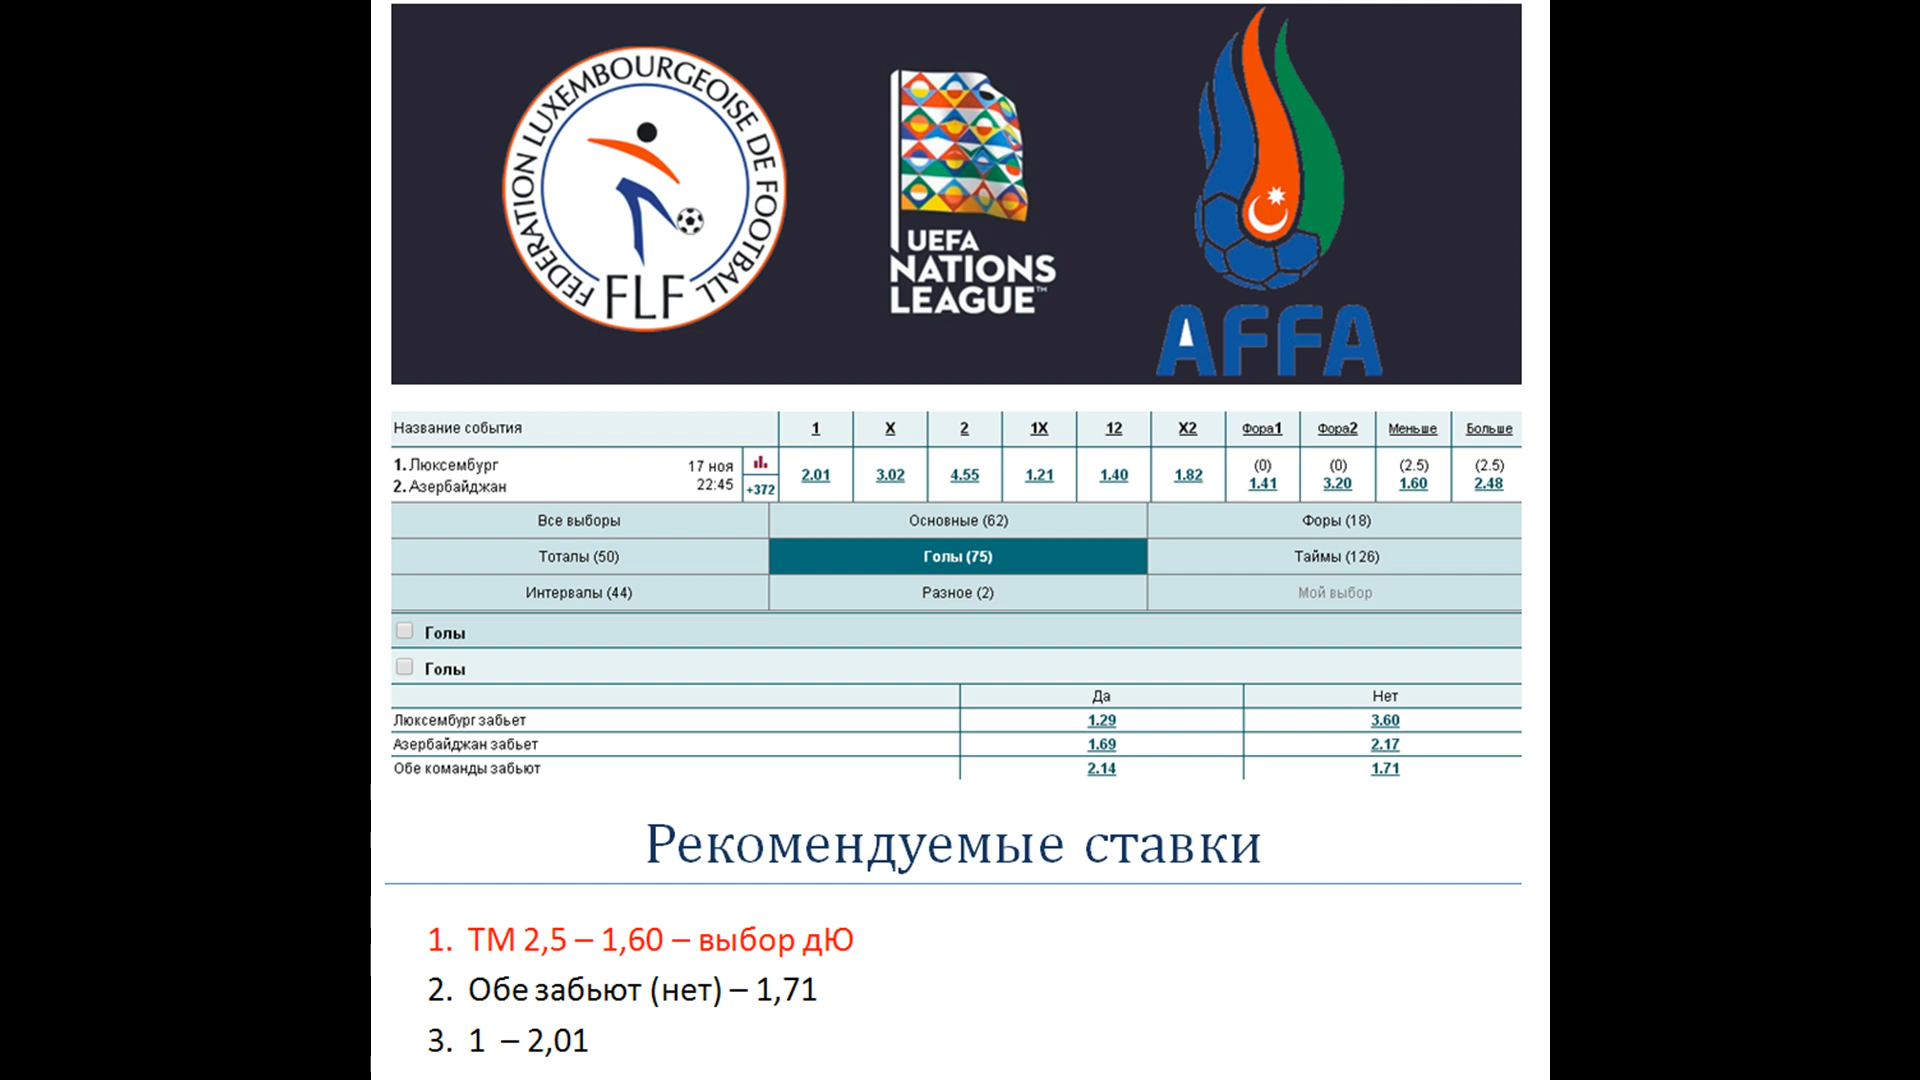 FEDERATION LUXEMBOURGEOISE DE FOOTBALL
FLF
UEFA
NATIONS
LEAGUE™
AFFA
Название события 1 X 2 1X 12 X2 Фора1 Фора2 Меньше Больше
1. Люксембург 17 ноя (0) (0) (2.5) (2.5)
2. Азербайджан 22:45 +372 2.01 3.02 4.55 1.21 1.40 1.82 1.41 3.20 1.60 2.48
Все выборы Основные (62) Форы (18)
Тоталы (50) Голы (75) Таймы (126)
Интервалы (44) Разное (2) Мой выбор
Голы
Голы
Да Нет
Люксембург забьет 1.29 3.60
Азербайджан забьет 1.69 2.17
Обе команды забьют 2.14 1.71
Рекомендуемые ставки
1. ТМ 2,5 – 1,60 – выбор дЮ
2. Обе забьют (нет) – 1,71
3. 1 – 2,01